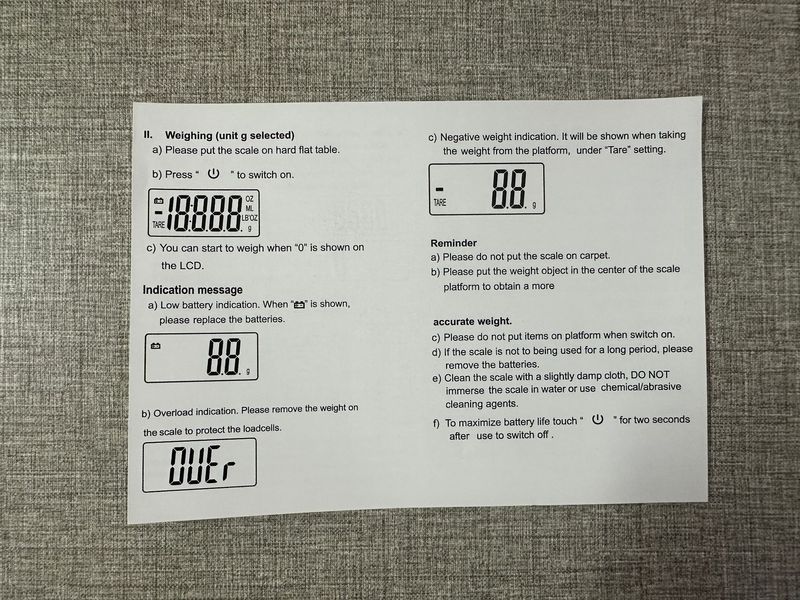 II. Weighing (unit g selected)
a) Please put the scale on hard flat table.
b) Press “ ” to switch on.
-18.8.8.8 OZ ML LB'OZ g TARE
c) You can start to weigh when "0" is shown on
the LCD.
Indication message
a) Low battery indication. When “ ” is shown,
please replace the batteries.
8.8. g
b) Overload indication. Please remove the weight on
the scale to protect the loadcells.
OUEr
c) Negative weight indication. It will be shown when taking
the weight from the platform, under “Tare” setting.
- 8.8. g
TARE
Reminder
a) Please do not put the scale on carpet.
b) Please put the weight object in the center of the scale
platform to obtain a more
accurate weight.
c) Please do not put items on platform when switch on.
d) If the scale is not to being used for a long period, please
remove the batteries.
e) Clean the scale with a slightly damp cloth, DO NOT
immerse the scale in water or use chemical/abrasive
cleaning agents.
f) To maximize battery life touch “ ” for two seconds
after use to switch off .